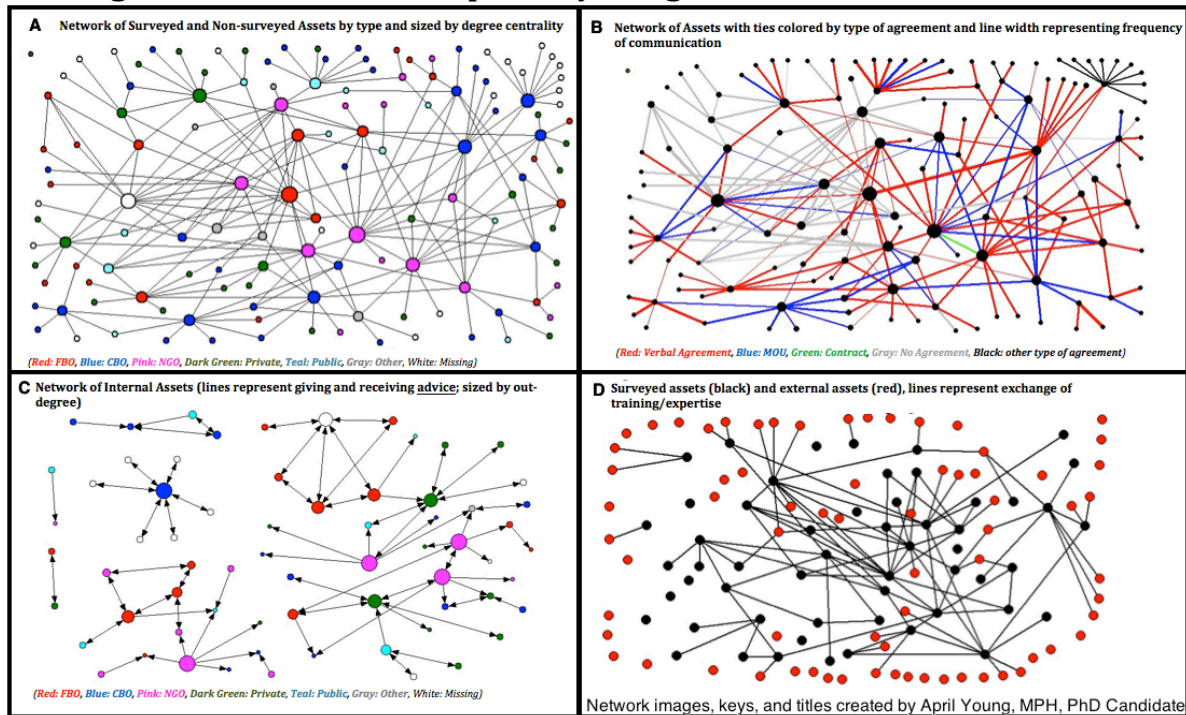 A Network of Surveyed and Non-surveyed Assets by type and sized by degree centrality
(Red: FBO, Blue: CBO, Pink: NGO, Dark Green: Private, Teal: Public, Gray: Other, White: Missing)
B Network of Assets with ties colored by type of agreement and line width representing frequency
of communication
(Red: Verbal Agreement, Blue: MOU, Green: Contract, Gray: No Agreement, Black: other type of agreement)
C Network of Internal Assets (lines represent giving and receiving advice; sized by out-
degree)
(Red: FBO, Blue: CBO, Pink: NGO, Dark Green: Private, Teal: Public, Gray: Other, White: Missing)
D Surveyed assets (black) and external assets (red), lines represent exchange of
training/expertise
Network images, keys, and titles created by April Young, MPH, PhD Candidate